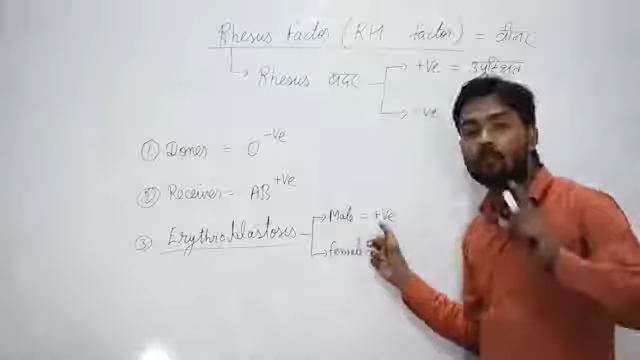 Rhesus factor (RH factor) =
Rhesus बन्दर +ve = उपस्थित
-ve
① Doner = O -ve
② Receiver = AB +ve
③ Erythroblastosis Male = +ve
female